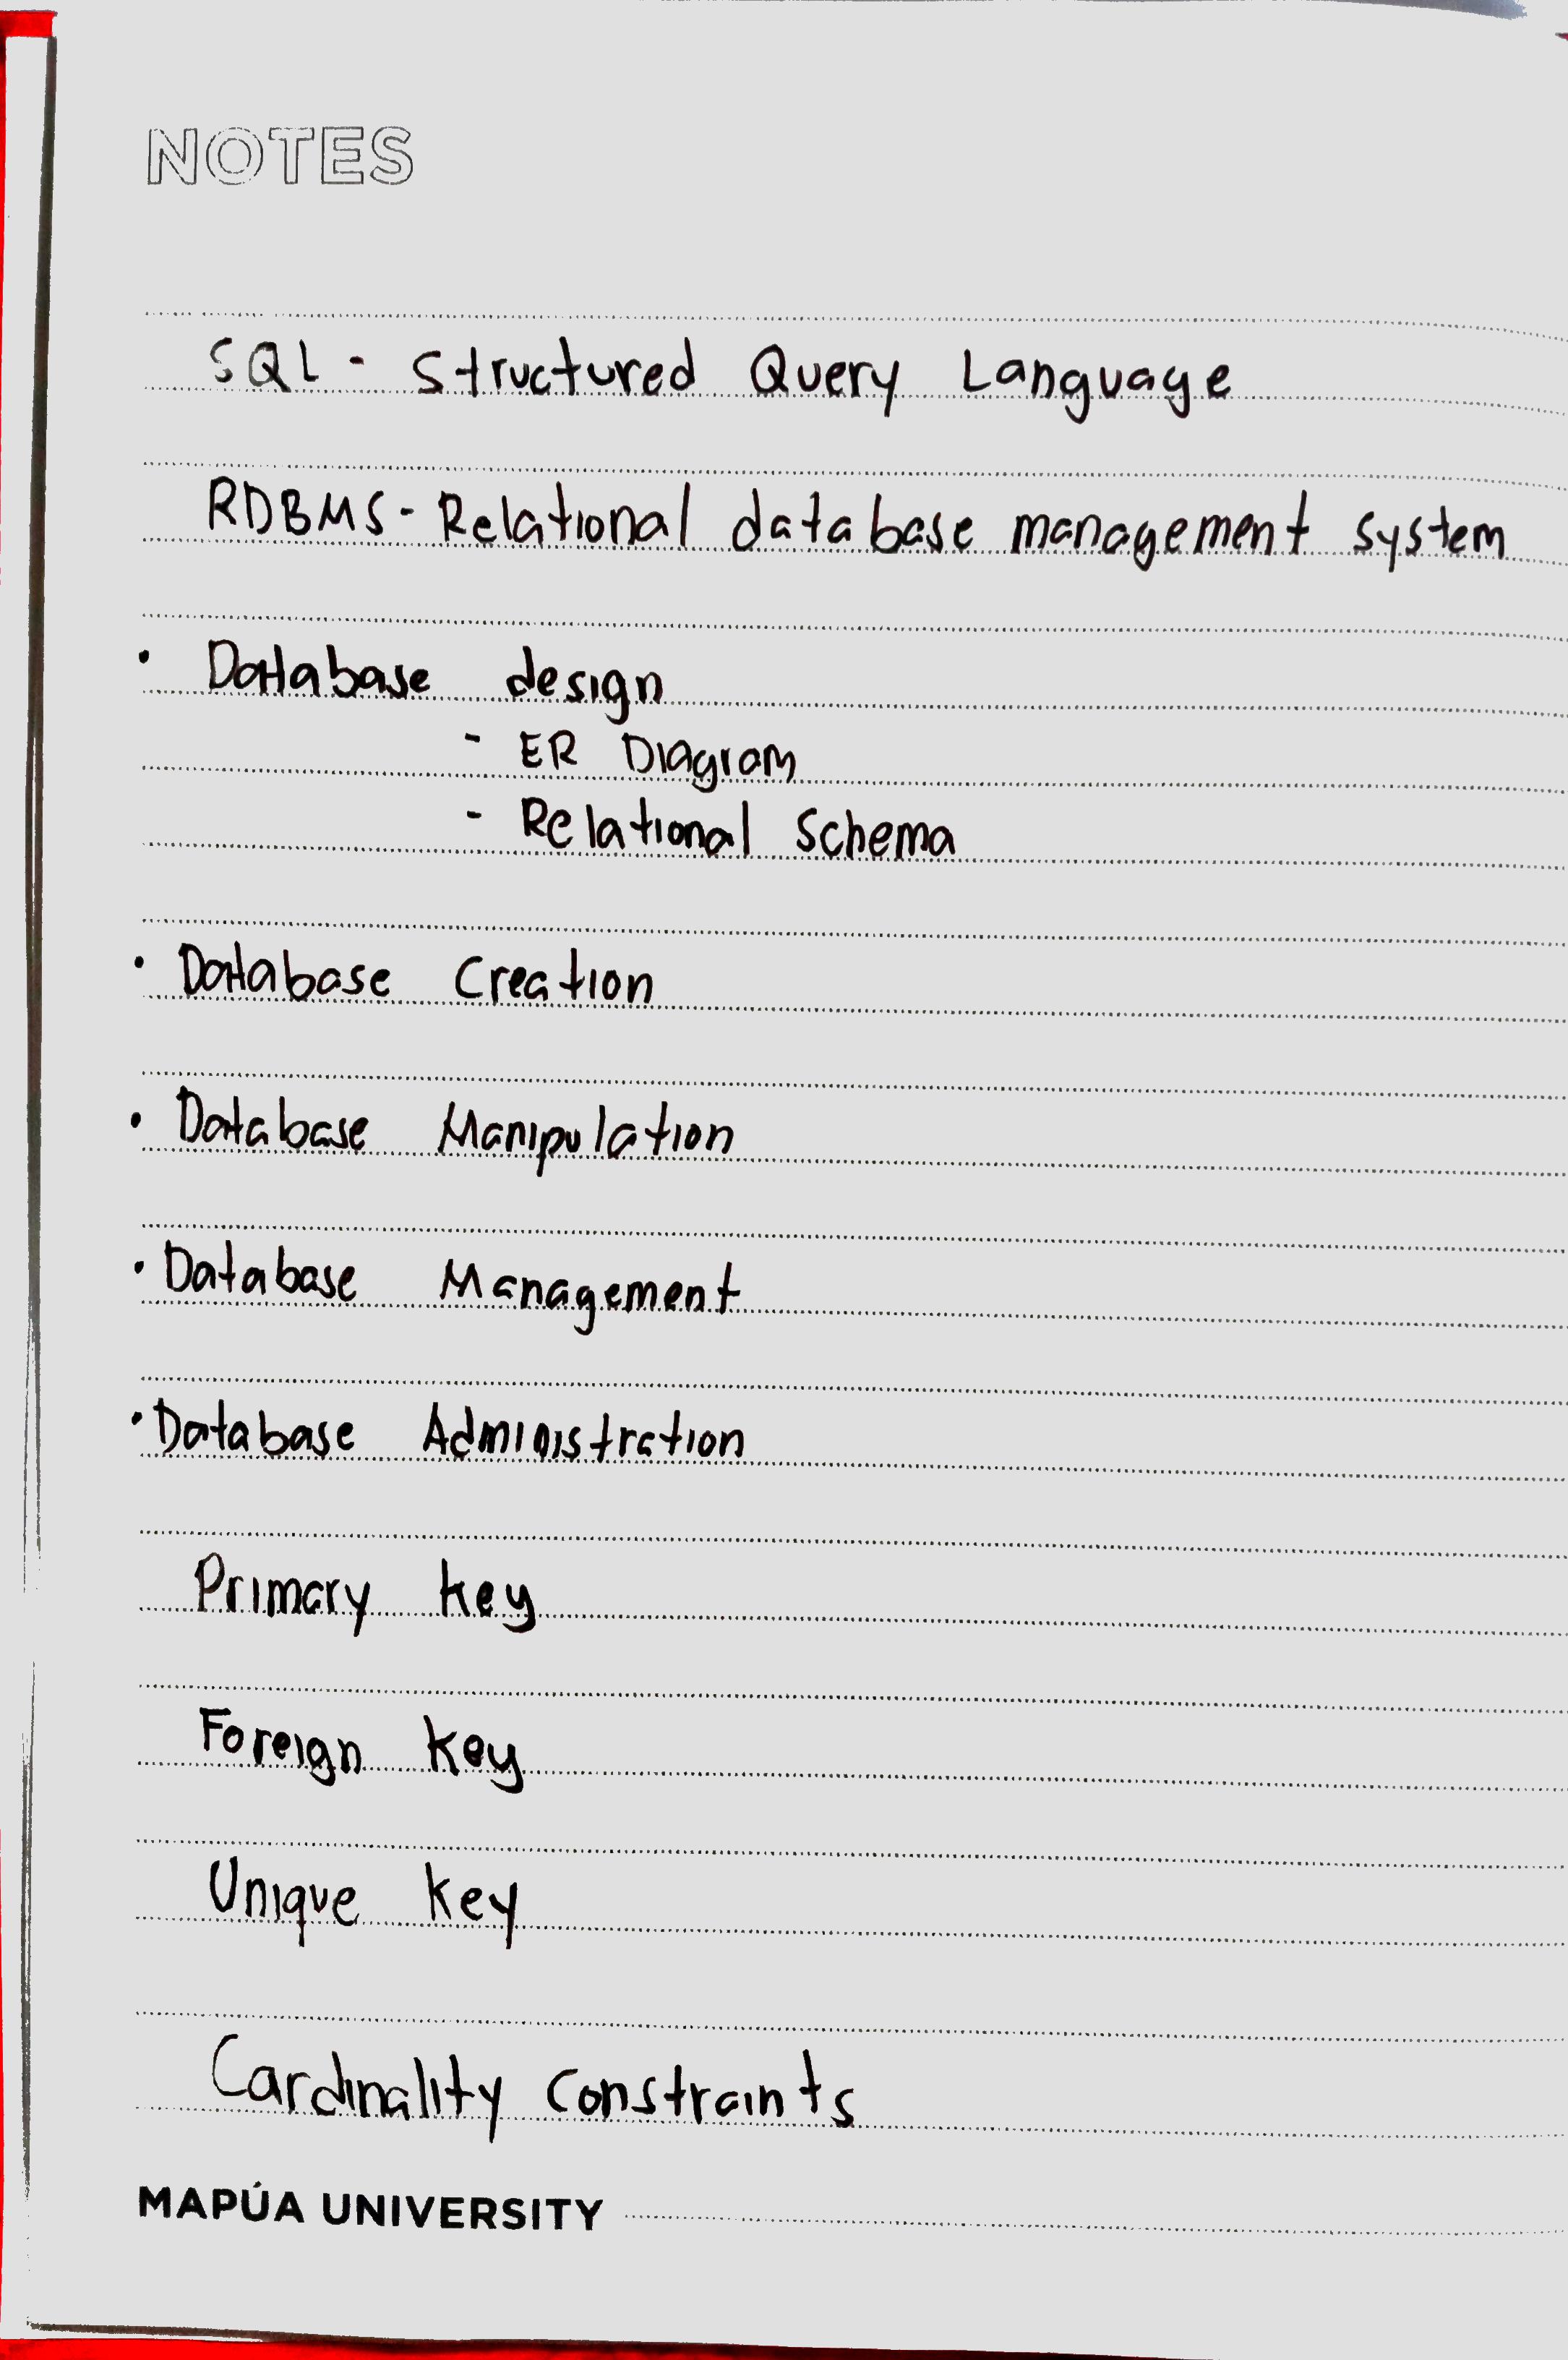 NOTES
SQL - Structured Query Language
RDBMS - Relational database management system
• Database design
- ER Diagram
- Relational Schema
• Database Creation
• Database Manipulation
• Database Management
• Database Administration
Primary key
Foreign key
Unique key
Cardinality Constraints
MAPÚA UNIVERSITY